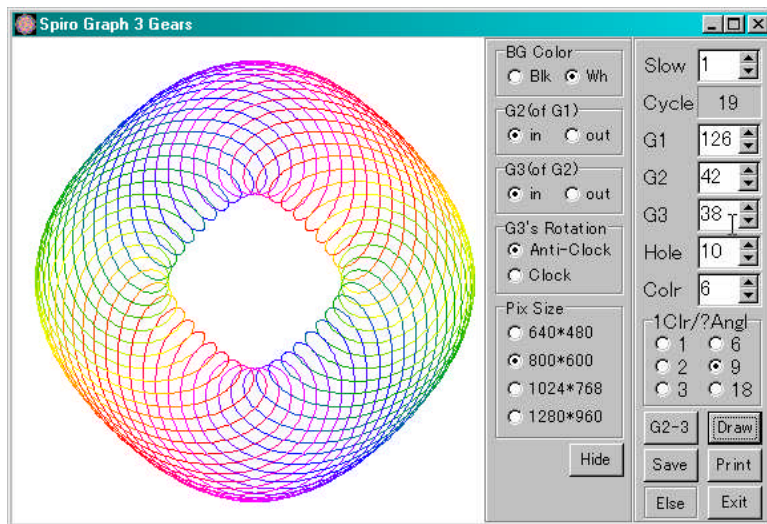 Spiro Graph 3 Gears
BG Color
Blk Wh
G2(of G1)
in out
G3(of G2)
in out
G3's Rotation
Anti-Clock
Clock
Pix Size
640*480
800*600
1024*768
1280*960
Hide
Slow 1
Cycle 19
G1 126
G2 42
G3 38
Hole 10
Colr 6
1Clr/?Angl
1 6
2 9
3 18
G2-3 Draw
Save Print
Else Exit